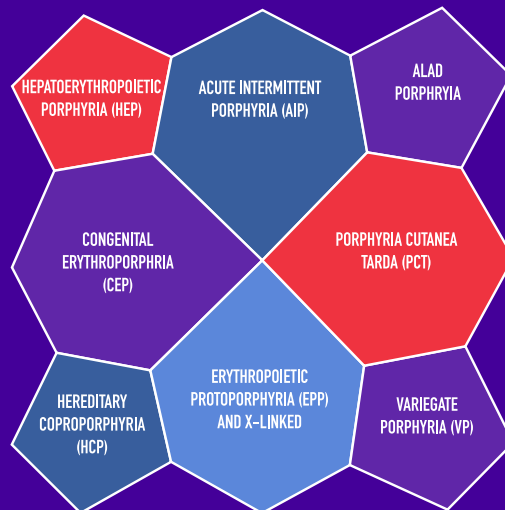 HEPATOERYTHROPOIETIC
PORPHYRIA (HEP)
ACUTE INTERMITTENT
PORPHYRIA (AIP)
ALAD
PORPHRYIA
CONGENITAL
ERYTHROPORPHRIA
(CEP)
PORPHYRIA CUTANEA
TARDA (PCT)
HEREDITARY
COPROPORPHYRIA
(HCP)
ERYTHROPOIETIC
PROTOPORPHYRIA (EPP)
AND X-LINKED
VARIEGATE
PORPHYRIA (VP)